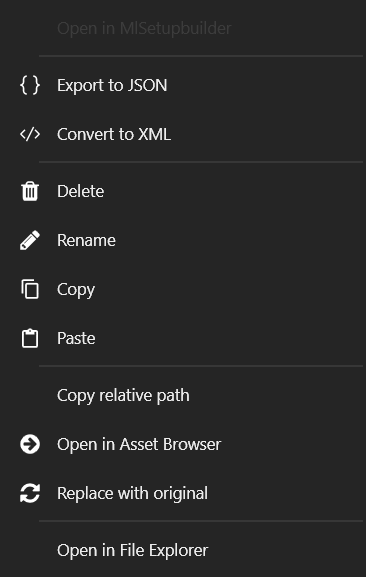 Open in MlSetupbuilder
Export to JSON
Convert to XML
Delete
Rename
Copy
Paste
Copy relative path
Open in Asset Browser
Replace with original
Open in File Explorer